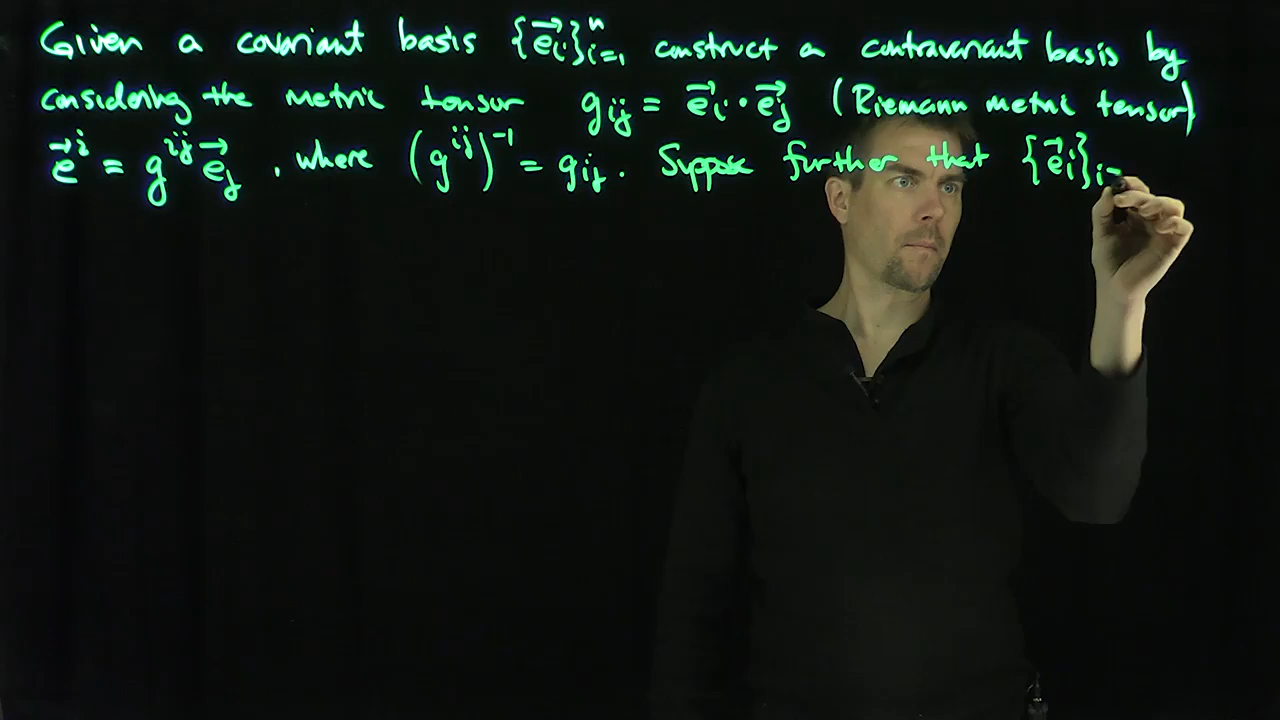 Given a covariant basis {e⃗ᵢ}ⁿᵢ₌₁ construct a contravariant basis by
considering the metric tensor gᵢⱼ = e⃗ᵢ · e⃗ⱼ (Riemann metric tensor)
e⃗ⁱ = gⁱʲ e⃗ⱼ , where (gⁱʲ)⁻¹ = gᵢⱼ . Suppose further that {e⃗ᵢ}ᵢ₌